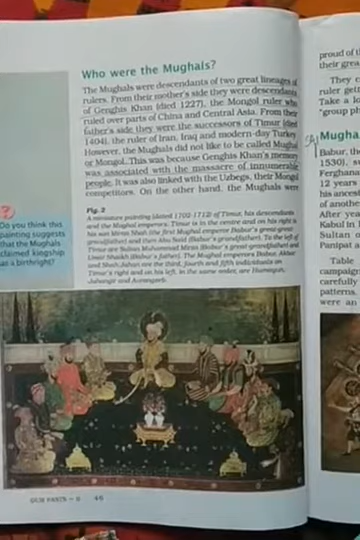 Who were the Mughals?
The Mughals were descendants of two great lineages of
rulers. From their mother's side they were descendants
of Genghis Khan (died 1227), the Mongol ruler who
ruled over parts of China and Central Asia. From their
father's side they were the successors of Timur (died
1404), the ruler of Iran, Iraq and modern-day Turkey.
However, the Mughals did not like to be called Mughal
or Mongol. This was because Genghis Khan's memory
was associated with the massacre of innumerable
people. It was also linked with the Uzbegs, their Mongol
competitors. On the other hand, the Mughals were
Fig. 2
A miniature painting (dated 1702-1712) of Timur, his descendants
and the Mughal emperors. Timur is in the centre and on his right is
his son Miran Shah (the first Mughal emperor Babur's great-great
grandfather) and then Abu Said (Babur's great-grandfather). To the left of
Timur are Sultan Muhammad Mirza (Babur's great-grandfather) and
Umar Shaikh (Babur's father). The Mughal emperors Babur, Akbar
and Shah Jahan are the third, fourth and fifth individuals on
Timur's right and on his left, in the same order, are Humayun,
Jahangir and Aurangzeb.
?
Do you think this
painting suggests
that the Mughals
claimed kingship
as a birthright?
OUR PASTS – II 46
proud of
their grea
They c
ruler get
Take a l
"group p
Mugha
Babur, th
1530), s
Ferghana
12 years
his ances
of anothe
After yea
Kabul in
Sultan o
Panipat a
Table
campaig
carefully
patterns.
were an